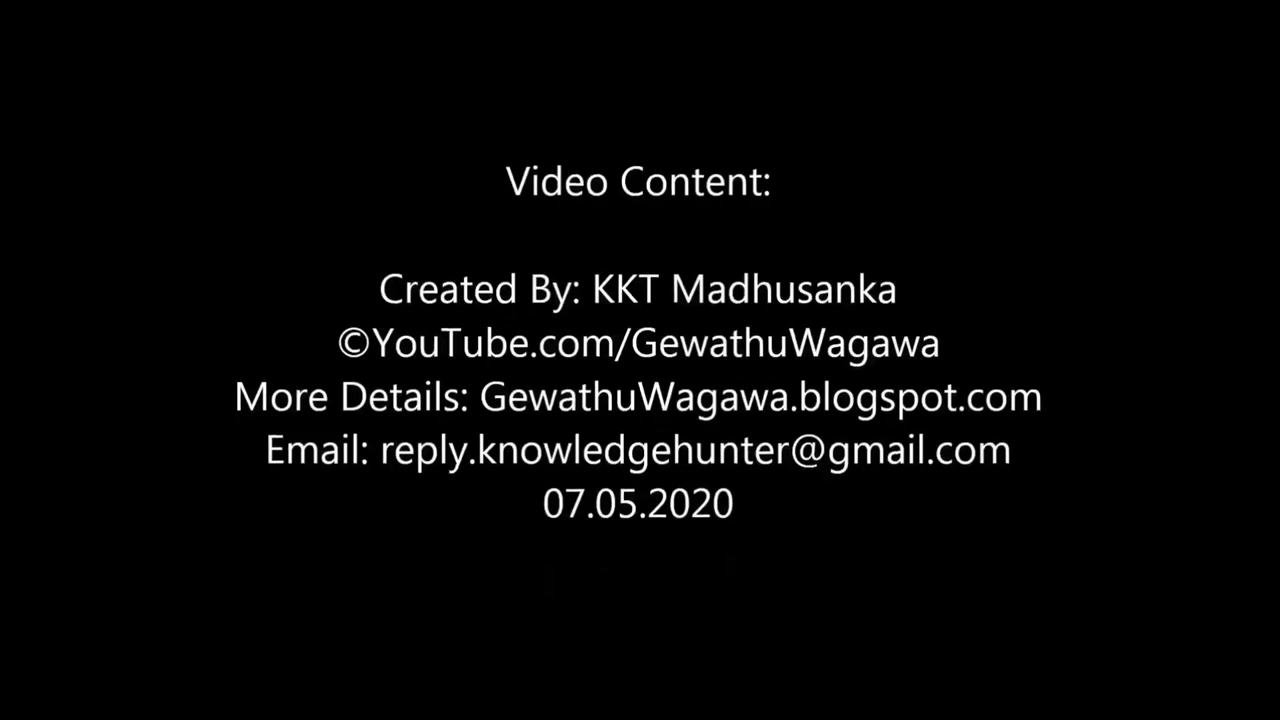 Video Content:
Created By: KKT Madhusanka
©YouTube.com/GewathuWagawa
More Details: GewathuWagawa.blogspot.com
Email: reply.knowledgehunter@gmail.com
07.05.2020